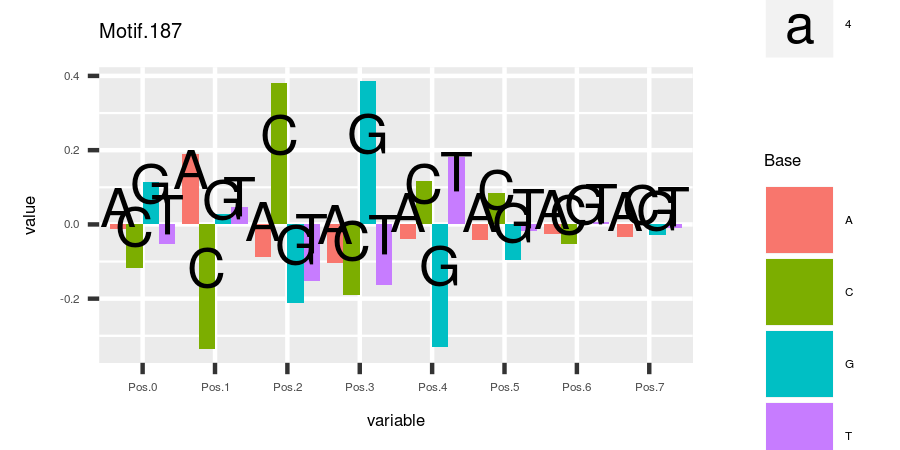 Motif.187
a 4
0.4
0.2
0.0
-0.2
value
A C G T A C G T A C G T A C G T A C G T A C G T A C G T A C G T
Pos.0 Pos.1 Pos.2 Pos.3 Pos.4 Pos.5 Pos.6 Pos.7
variable
Base
A
C
G
T